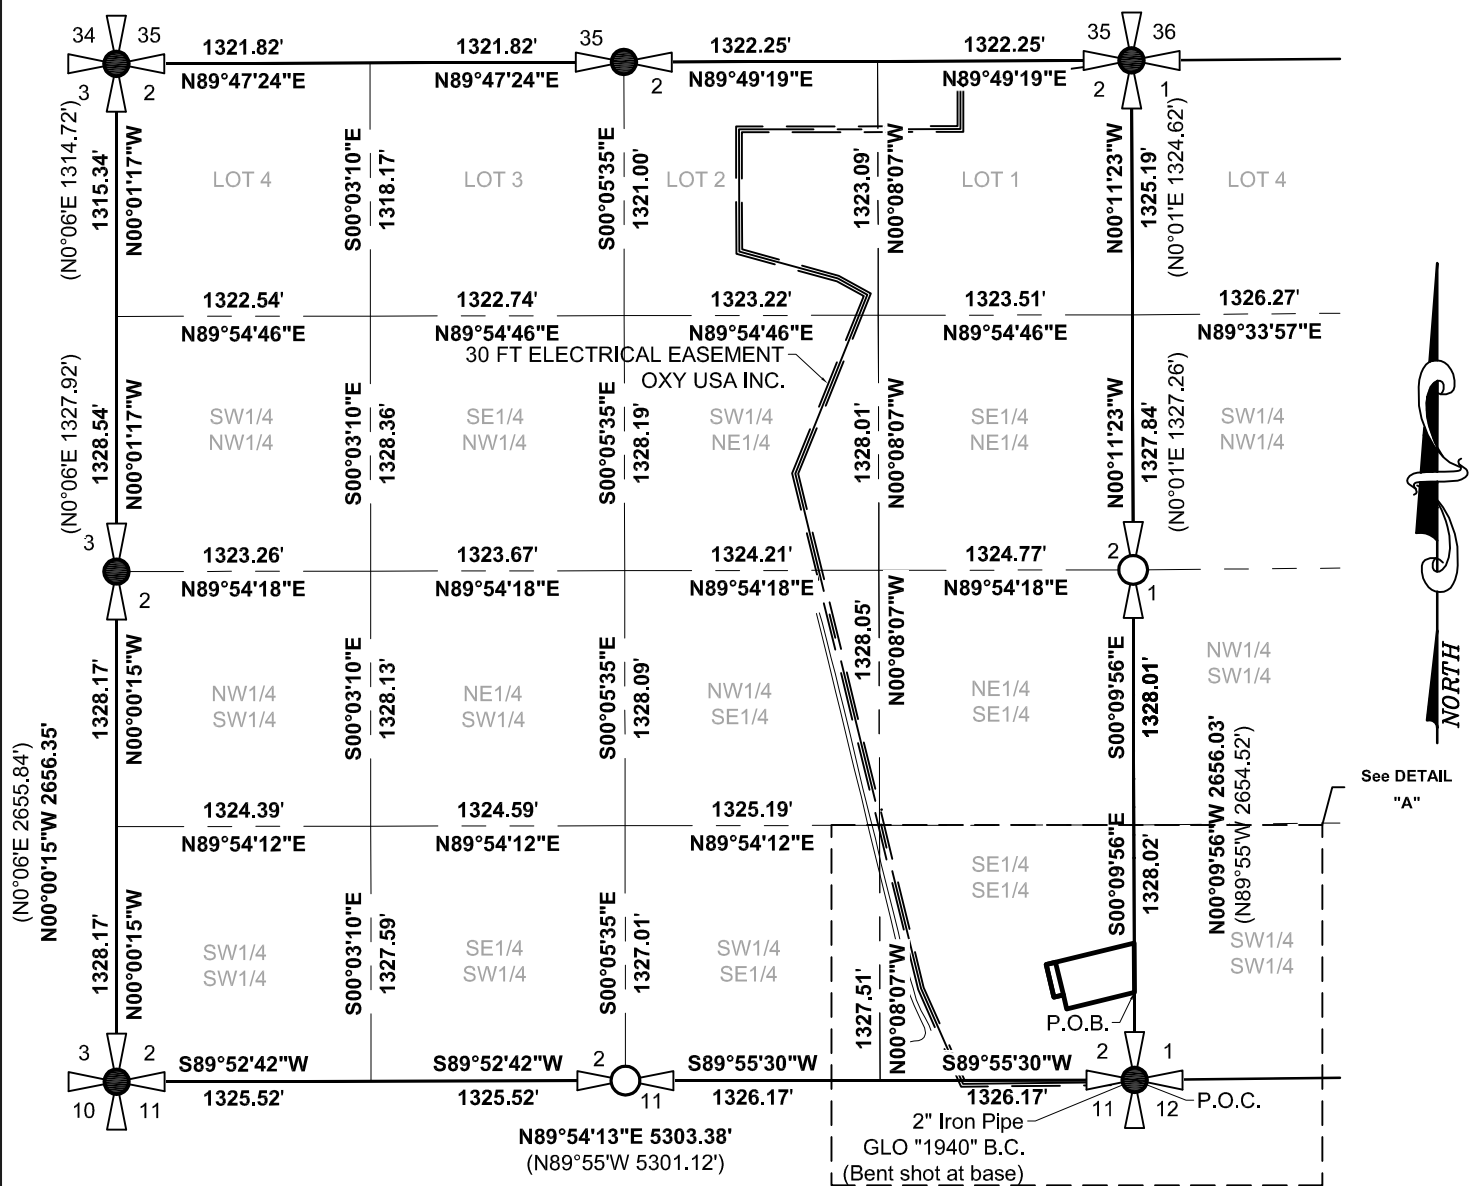 34 35
1321.82'
1321.82'
35
1322.25'
1322.25'
35 36
N89°47'24"E
N89°47'24"E
2
N89°49'19"E
N89°49'19"E
3 2
2 1
(N0°06'E 1314.72')
1315.34'
N00°01'17"W
S00°03'10"E
1318.17'
S00°05'35"E
1321.00'
1323.09'
N00°08'07"W
N00°11'23"W
1325.19'
(N0°01'E 1324.62')
LOT 4
LOT 3
LOT 2
LOT 1
LOT 4
1322.54'
1322.74'
1323.22'
1323.51'
1326.27'
N89°54'46"E
N89°54'46"E
N89°54'46"E
N89°54'46"E
N89°33'57"E
30 FT ELECTRICAL EASEMENT
OXY USA INC.
(N0°06'E 1327.92')
1328.54'
N00°01'17"W
S00°03'10"E
1328.36'
S00°05'35"E
1328.19'
1328.01'
N00°08'07"W
N00°11'23"W
1327.84'
(N0°01'E 1327.26')
SW1/4
NW1/4
SE1/4
NW1/4
SW1/4
NE1/4
SE1/4
NE1/4
SW1/4
NW1/4
3
2
2
1
1323.26'
1323.67'
1324.21'
1324.77'
N89°54'18"E
N89°54'18"E
N89°54'18"E
N89°54'18"E
1328.17'
N00°00'15"W
S00°03'10"E
1328.13'
S00°05'35"E
1328.09'
1328.05'
N00°08'07"W
S00°09'56"E
1328.01'
NW1/4
SW1/4
NE1/4
SW1/4
NW1/4
SE1/4
NE1/4
SE1/4
NW1/4
SW1/4
NORTH
(N0°06'E 2655.84')
N00°00'15"W 2656.35'
N00°09'56"W 2656.03'
(N89°55'W 2654.52')
See DETAIL
"A"
1324.39'
1324.59'
1325.19'
N89°54'12"E
N89°54'12"E
N89°54'12"E
1328.17'
N00°00'15"W
S00°03'10"E
1327.59'
S00°05'35"E
1327.01'
1327.51'
N00°08'07"W
S00°09'56"E
1328.02'
SW1/4
SW1/4
SE1/4
SW1/4
SW1/4
SE1/4
SE1/4
SE1/4
SW1/4
SW1/4
P.O.B.
3 2
S89°52'42"W
S89°52'42"W
2
S89°55'30"W
S89°55'30"W
2 1
10 11
1325.52'
1325.52'
11
1326.17'
1326.17'
11 12
P.O.C.
2" Iron Pipe
GLO "1940" B.C.
(Bent shot at base)
N89°54'13"E 5303.38'
(N89°55'W 5301.12')